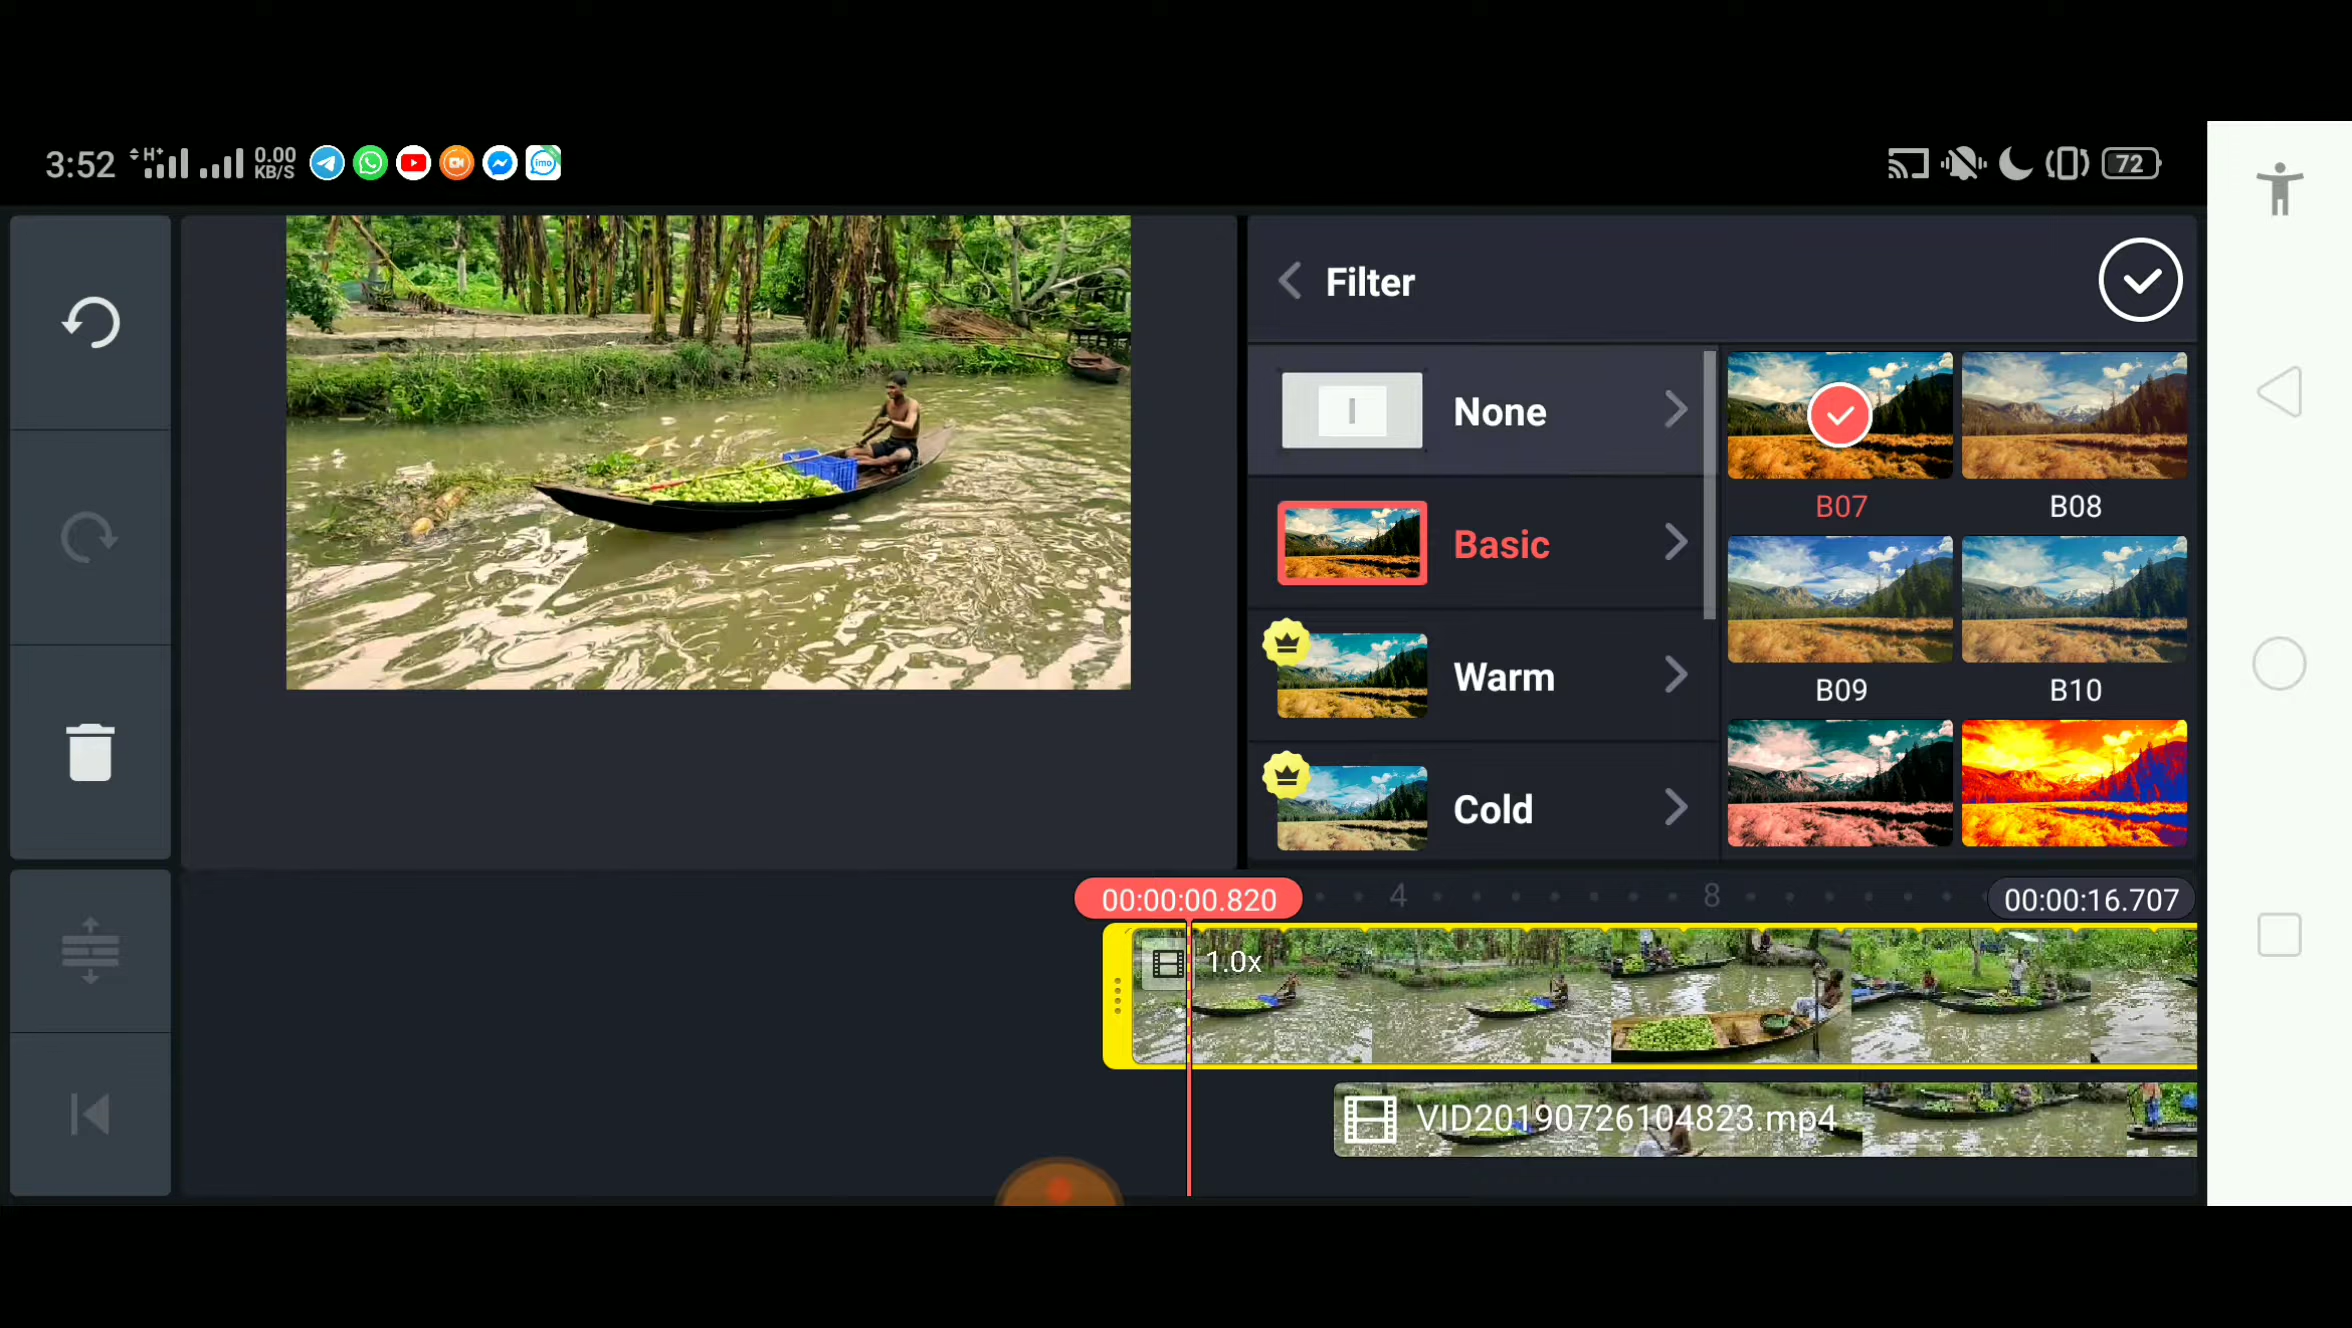 3:52 H+ 0.00 KB/S imo 72
Filter
None
Basic
Warm
Cold
B07 B08
B09 B10
00:00:00.820 4 8 00:00:16.707
1.0x
VID20190726104823.mp4